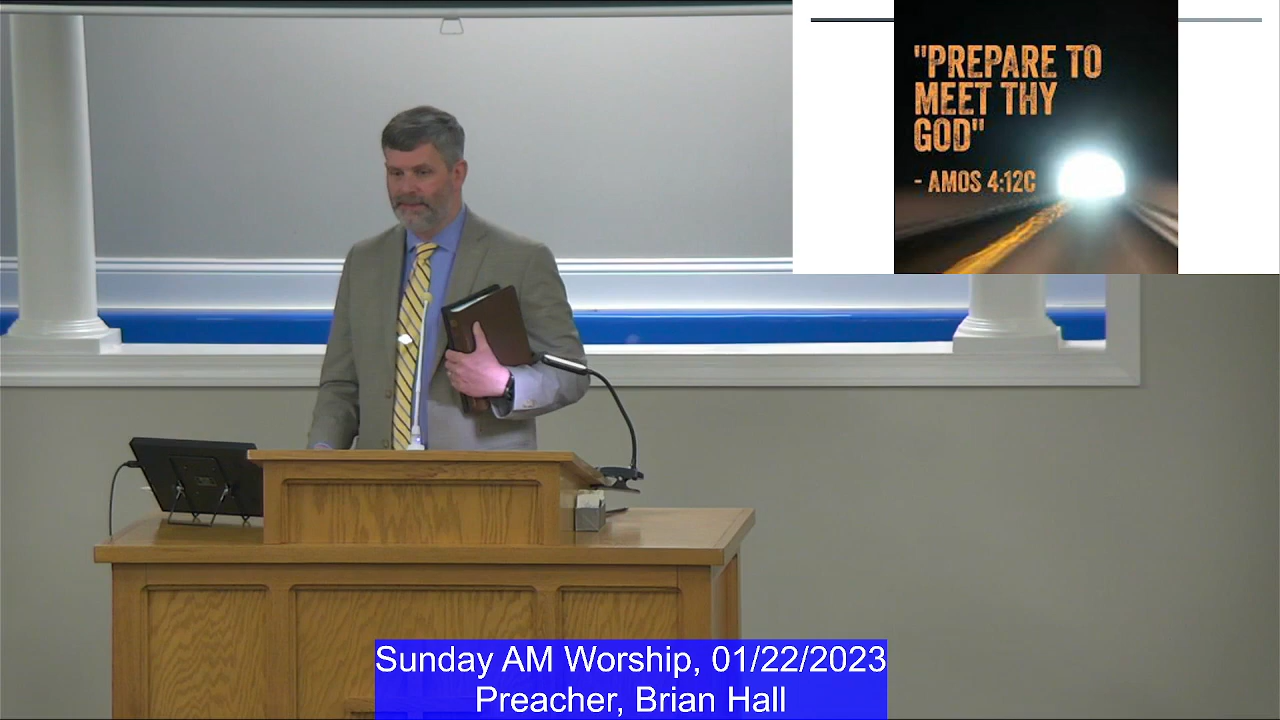 "PREPARE TO
MEET THY
GOD"
- AMOS 4:12C
Sunday AM Worship, 01/22/2023
Preacher, Brian Hall